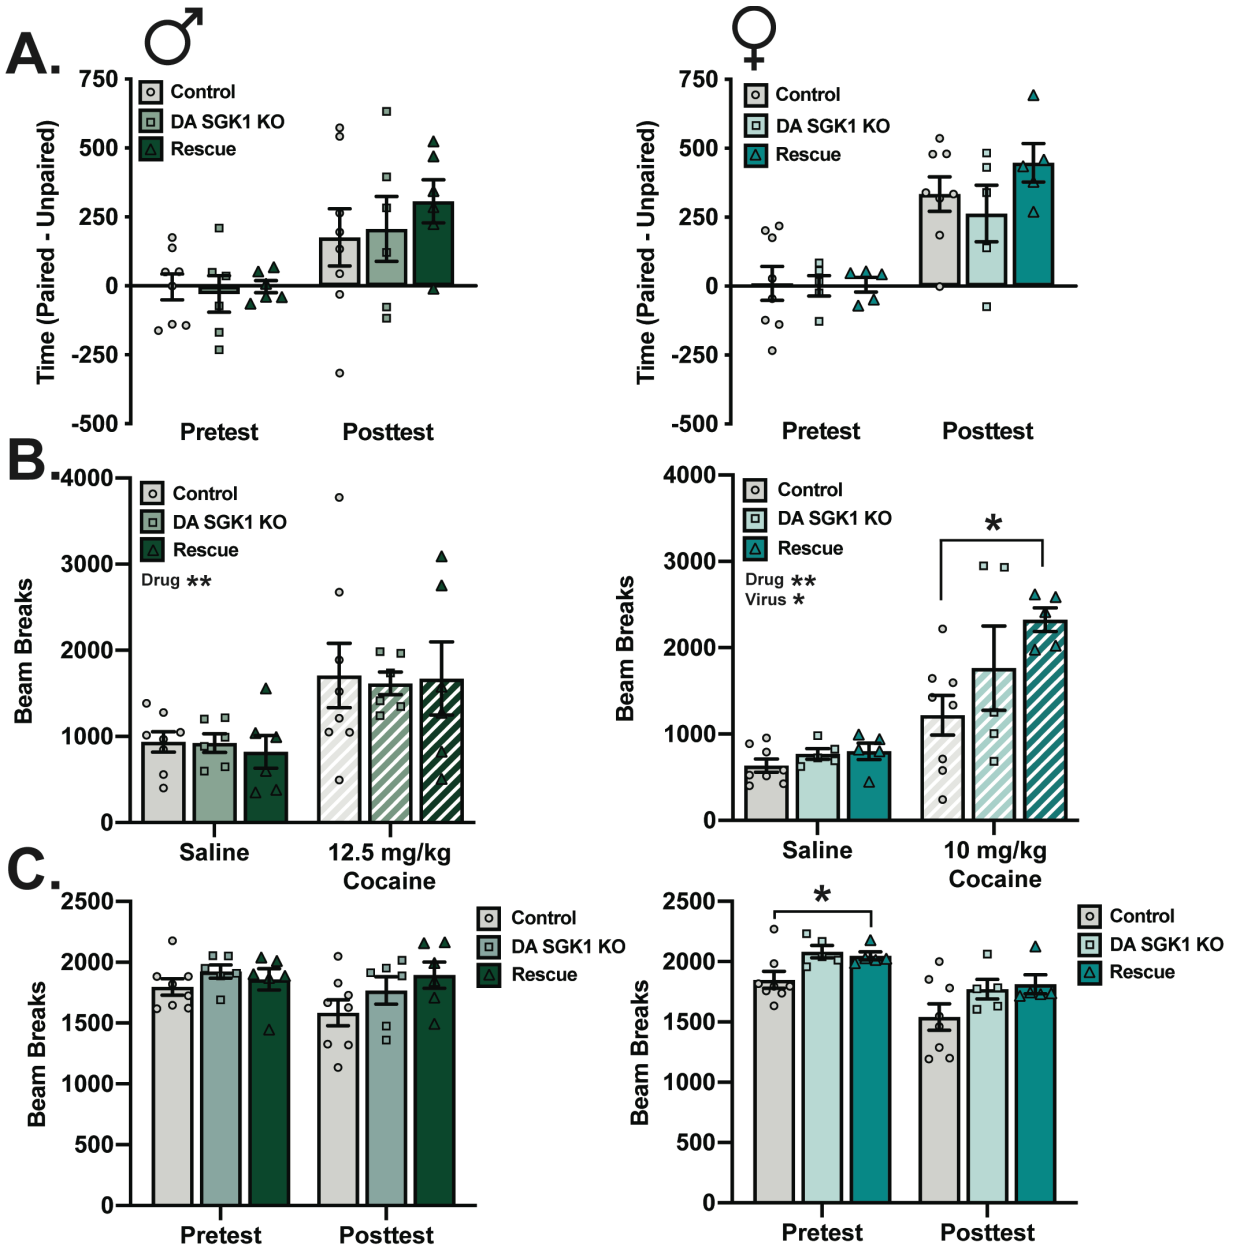 A.
♂
♀
750
500
250
0
-250
-500
Time (Paired - Unpaired)
Control
DA SGK1 KO
Rescue
Pretest
Posttest
750
500
250
0
-250
-500
Time (Paired - Unpaired)
Control
DA SGK1 KO
Rescue
Pretest
Posttest
B.
4000
3000
2000
1000
0
Beam Breaks
Control
DA SGK1 KO
Rescue
Drug **
Saline
12.5 mg/kg
Cocaine
4000
3000
2000
1000
0
Beam Breaks
Control
DA SGK1 KO
Rescue
Drug **
Virus *
*
Saline
10 mg/kg
Cocaine
C.
2500
2000
1500
1000
500
0
Beam Breaks
Control
DA SGK1 KO
Rescue
Pretest
Posttest
2500
2000
1500
1000
500
0
Beam Breaks
*
Control
DA SGK1 KO
Rescue
Pretest
Posttest